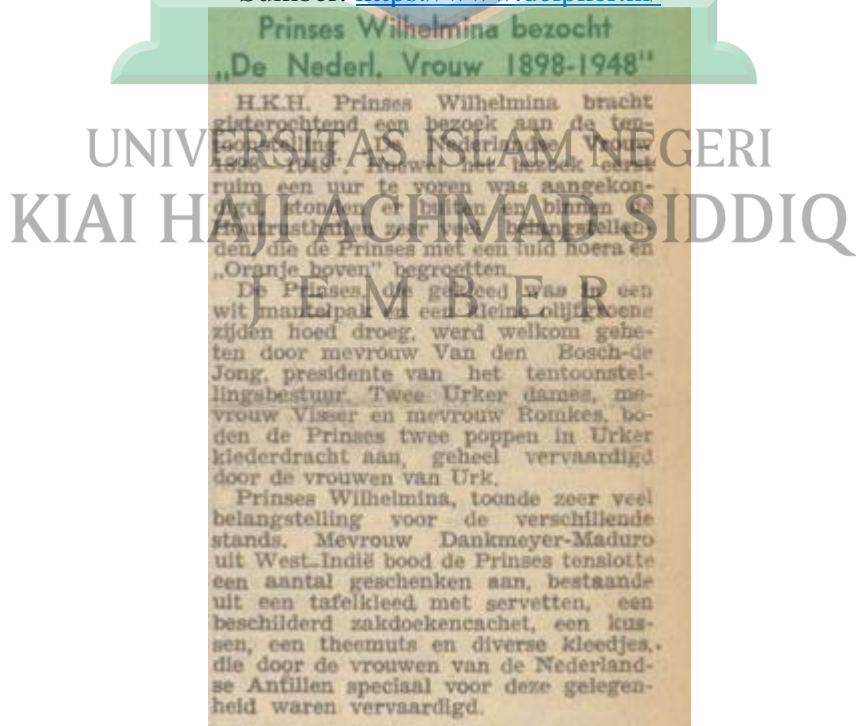 Sumber: https://www.delpher.nl/
Prinses Wilhelmina bezocht
„De Nederl. Vrouw 1898-1948"
H.K.H. Prinses Wilhelmina bracht
gisterochtend een bezoek aan de ten-
toonstelling „De Nederlandse Vrouw
1898—1948". Hoewel het bezoek eerst
ruim een uur te voren was aangekon-
digd, stonden er buiten en binnen de
Houtrusthallen zeer veel belangstellen-
den, die de Prinses met een luid hoera en
„Oranje boven" begroetten.
De Prinses, die gekleed was in een
wit mantelpak en een kleine olijfgroene
zijden hoed droeg, werd welkom gehe-
ten door mevrouw Van den Bosch-de
Jong, presidente van het tentoonstel-
lingsbestuur. Twee Urker dames, me-
vrouw Visser en mevrouw Romkes, bo-
den de Prinses twee poppen in Urker
klederdracht aan, geheel vervaardigd
door de vrouwen van Urk.
Prinses Wilhelmina, toonde zeer veel
belangstelling voor de verschillende
stands. Mevrouw Dankmeyer-Maduro
uit West-Indië bood de Prinses tenslotte
een aantal geschenken aan, bestaande
uit een tafelkleed met servetten, een
beschilderd zakdoekencachet, een kus-
sen, een theemuts en diverse kleedjes,
die door de vrouwen van de Nederland-
se Antillen speciaal voor deze gelegen-
heid waren vervaardigd.
UNIVERSITAS ISLAM NEGERI
KIAI HAJI ACHMAD SIDDIQ
J E M B E R